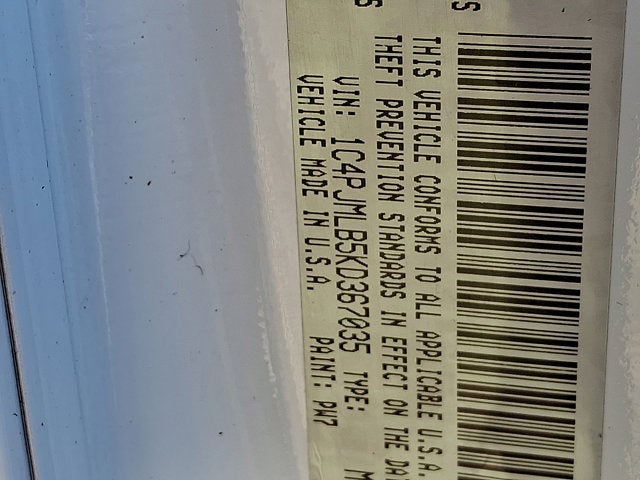 THIS VEHICLE CONFORMS TO ALL APPLICABLE U.S.A.
THEFT PREVENTION STANDARDS IN EFFECT ON THE DA
VIN: 1C4PJMLB5KD367035 TYPE: M
VEHICLE MADE IN U.S.A. PAINT: PW7